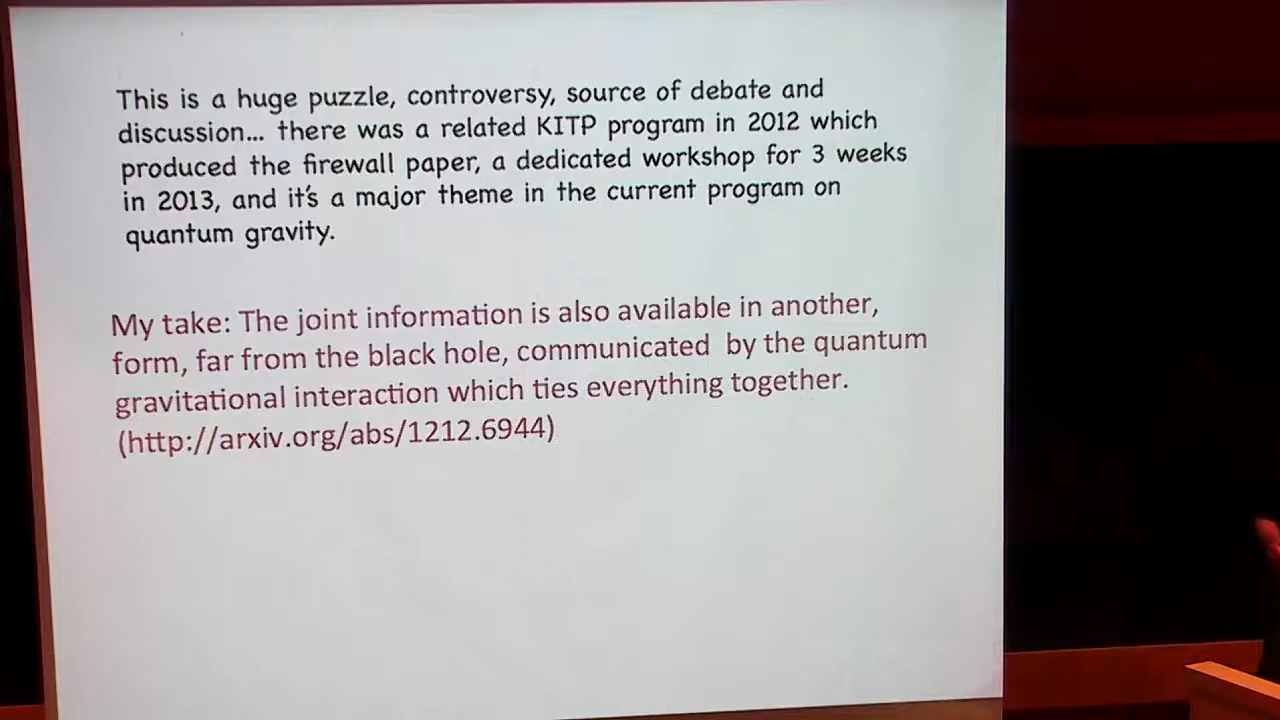 This is a huge puzzle, controversy, source of debate and
discussion... there was a related KITP program in 2012 which
produced the firewall paper, a dedicated workshop for 3 weeks
in 2013, and it's a major theme in the current program on
quantum gravity.
My take: The joint information is also available in another,
form, far from the black hole, communicated by the quantum
gravitational interaction which ties everything together.
(http://arxiv.org/abs/1212.6944)